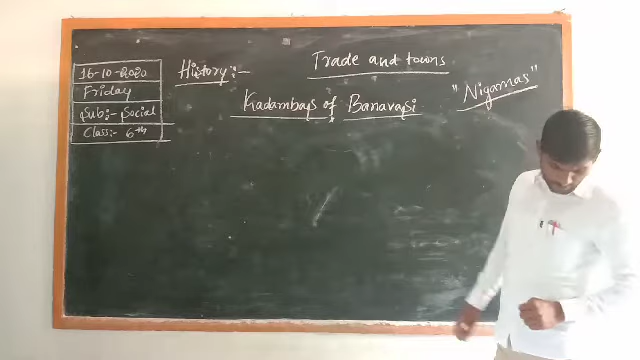 16-10-2020
Friday
Sub:- Social
Class:- 6th
History:-
Trade and towns
Kadambas of Banavasi
"Nigamas"